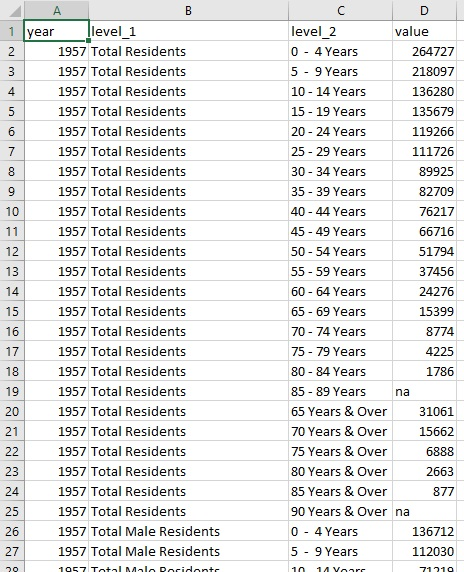 A B C D
1 year level_1 level_2 value
2 1957 Total Residents 0 - 4 Years 264727
3 1957 Total Residents 5 - 9 Years 218097
4 1957 Total Residents 10 - 14 Years 136280
5 1957 Total Residents 15 - 19 Years 135679
6 1957 Total Residents 20 - 24 Years 119266
7 1957 Total Residents 25 - 29 Years 111726
8 1957 Total Residents 30 - 34 Years 89925
9 1957 Total Residents 35 - 39 Years 82709
10 1957 Total Residents 40 - 44 Years 76217
11 1957 Total Residents 45 - 49 Years 66716
12 1957 Total Residents 50 - 54 Years 51794
13 1957 Total Residents 55 - 59 Years 37456
14 1957 Total Residents 60 - 64 Years 24276
15 1957 Total Residents 65 - 69 Years 15399
16 1957 Total Residents 70 - 74 Years 8774
17 1957 Total Residents 75 - 79 Years 4225
18 1957 Total Residents 80 - 84 Years 1786
19 1957 Total Residents 85 - 89 Years na
20 1957 Total Residents 65 Years & Over 31061
21 1957 Total Residents 70 Years & Over 15662
22 1957 Total Residents 75 Years & Over 6888
23 1957 Total Residents 80 Years & Over 2663
24 1957 Total Residents 85 Years & Over 877
25 1957 Total Residents 90 Years & Over na
26 1957 Total Male Residents 0 - 4 Years 136712
27 1957 Total Male Residents 5 - 9 Years 112030
28 1957 Total Male Residents 10 - 14 Years 71219